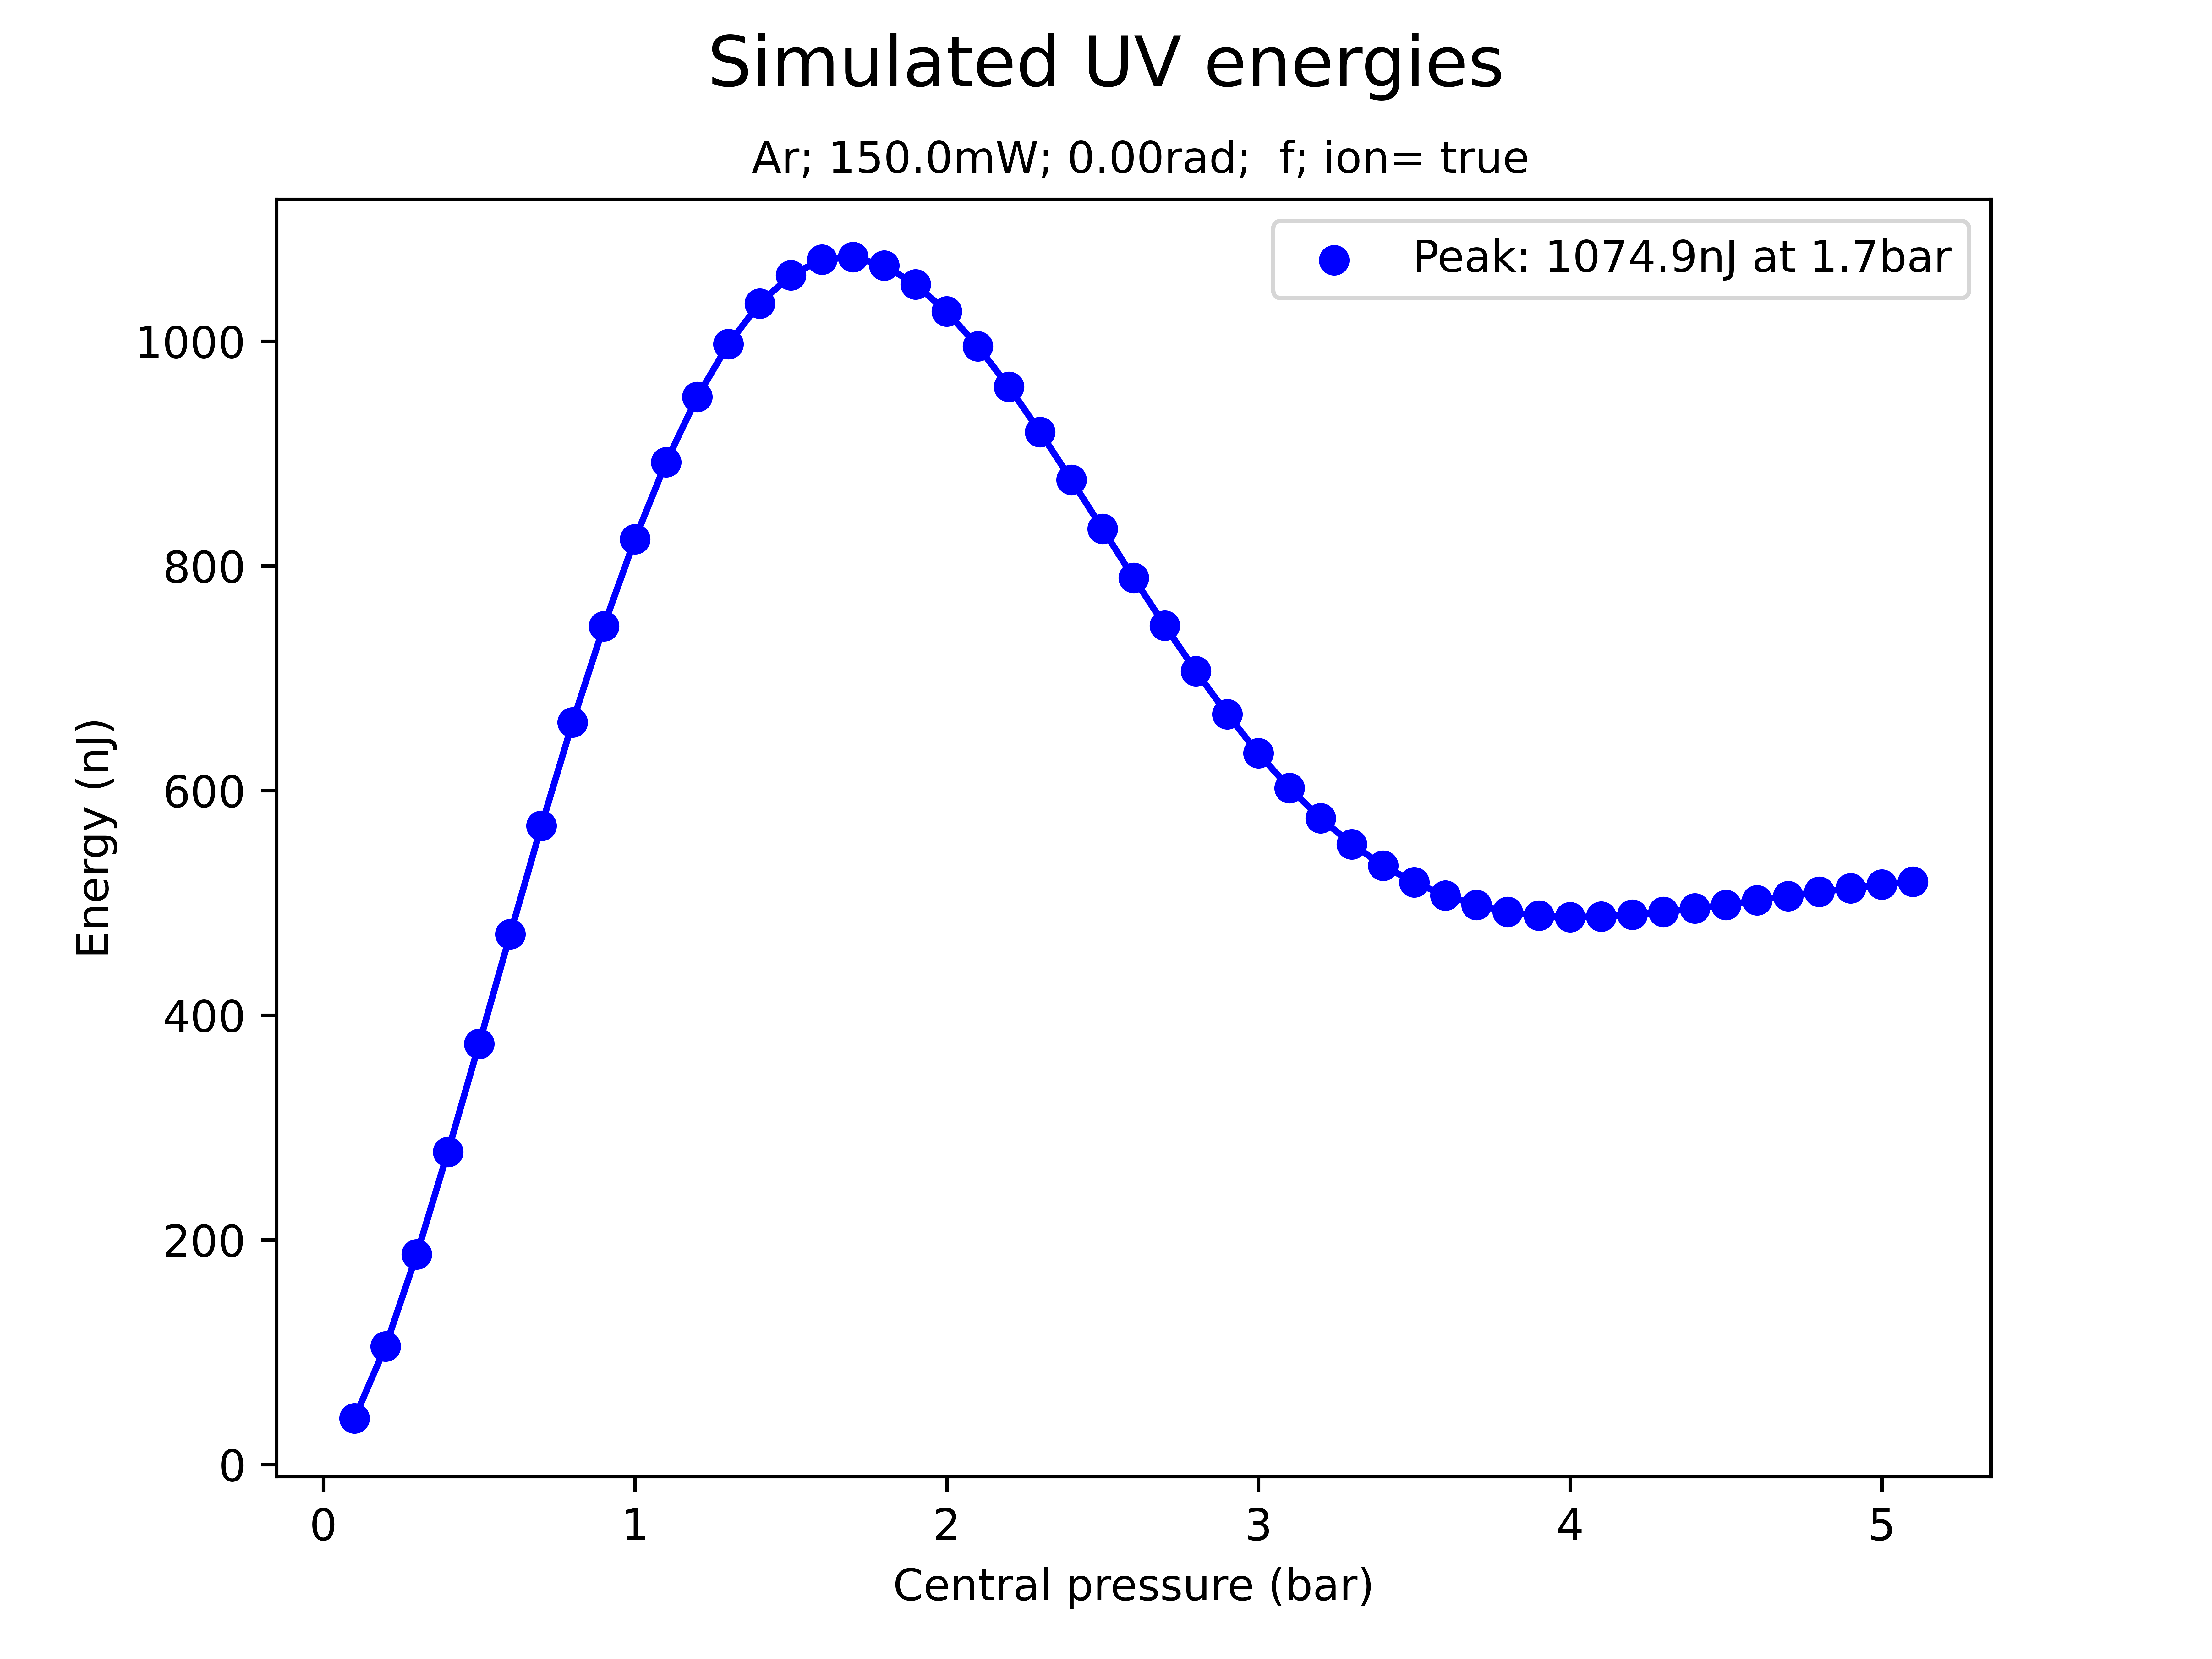 Simulated UV energies
Ar; 150.0mW; 0.00rad;  f; ion= true
Peak: 1074.9nJ at 1.7bar
Energy (nJ)
1000
800
600
400
200
0
0 1 2 3 4 5
Central pressure (bar)